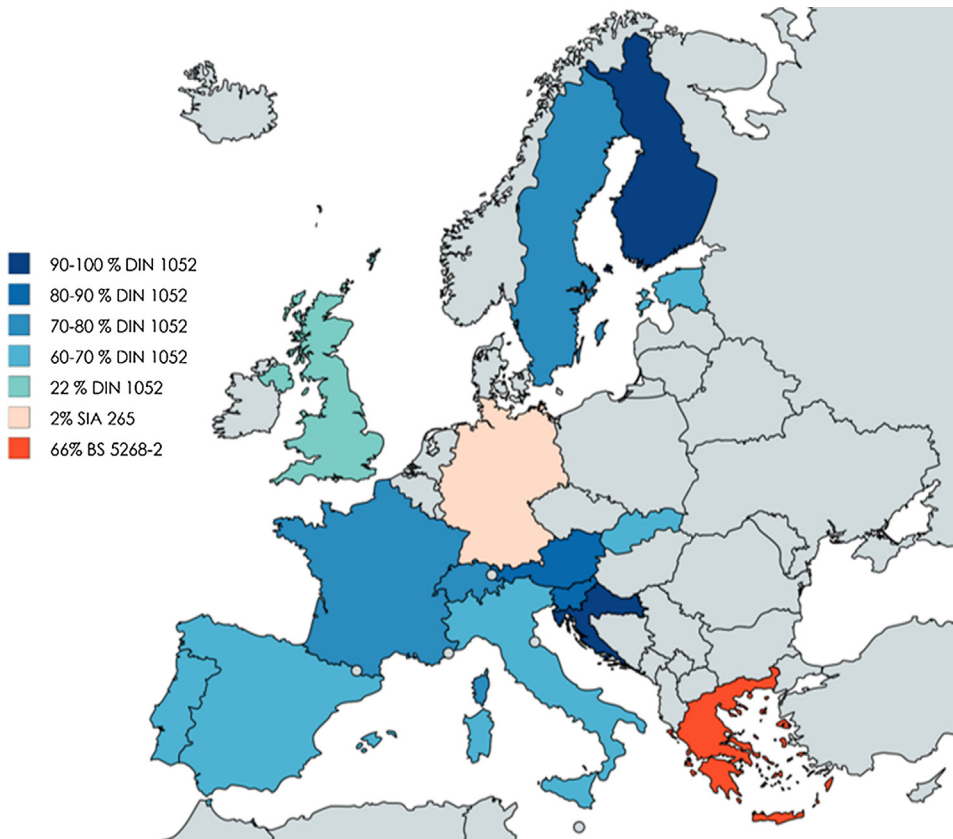 90-100 % DIN 1052
80-90 % DIN 1052
70-80 % DIN 1052
60-70 % DIN 1052
22 % DIN 1052
2% SIA 265
66% BS 5268-2